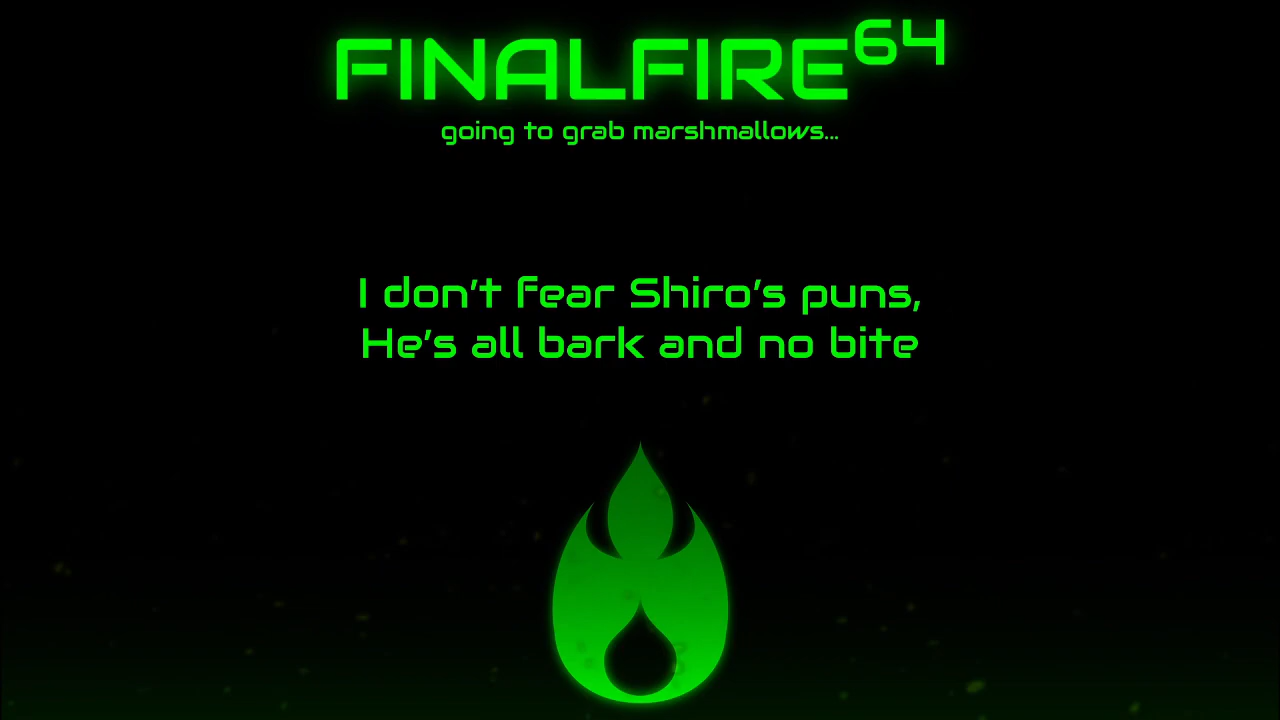 FINALFIRE64
going to grab marshmallows...
I don't fear Shiro's puns,
He's all bark and no bite